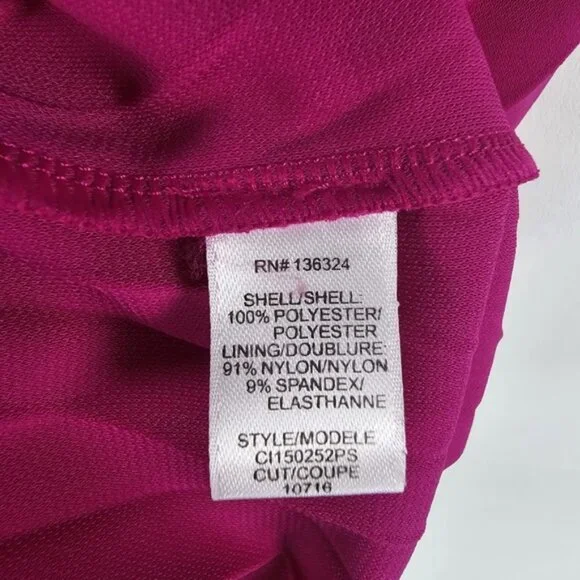 RN# 136324
SHELL/SHELL:
100% POLYESTER/
POLYESTER
LINING/DOUBLURE:
91% NYLON/NYLON
9% SPANDEX/
ELASTHANNE
STYLE/MODELE
CI150252PS
CUT/COUPE
10716